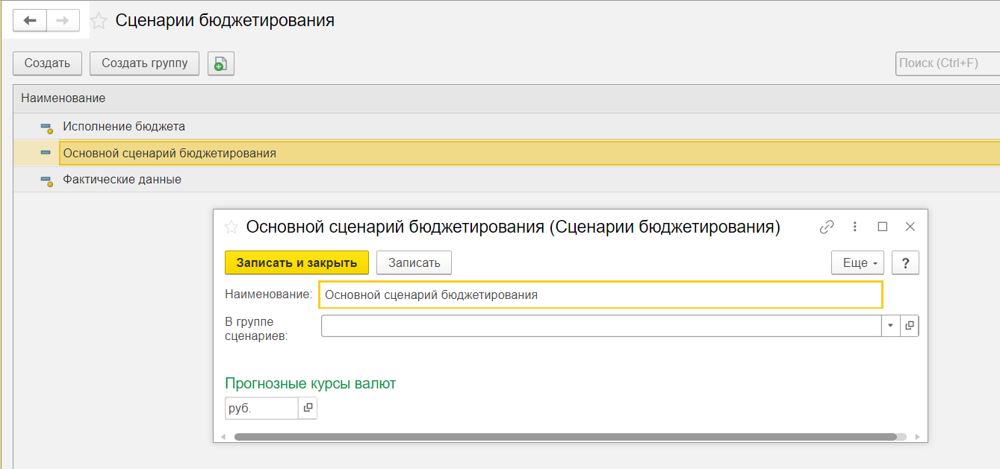 Сценарии бюджетирования
Создать
Создать группу
Поиск (Ctrl+F)
Наименование
Исполнение бюджета
Основной сценарий бюджетирования
Фактические данные
Основной сценарий бюджетирования (Сценарии бюджетирования)
Записать и закрыть
Записать
Еще
?
Наименование: Основной сценарий бюджетирования
В группе
сценариев:
Прогнозные курсы валют
руб.